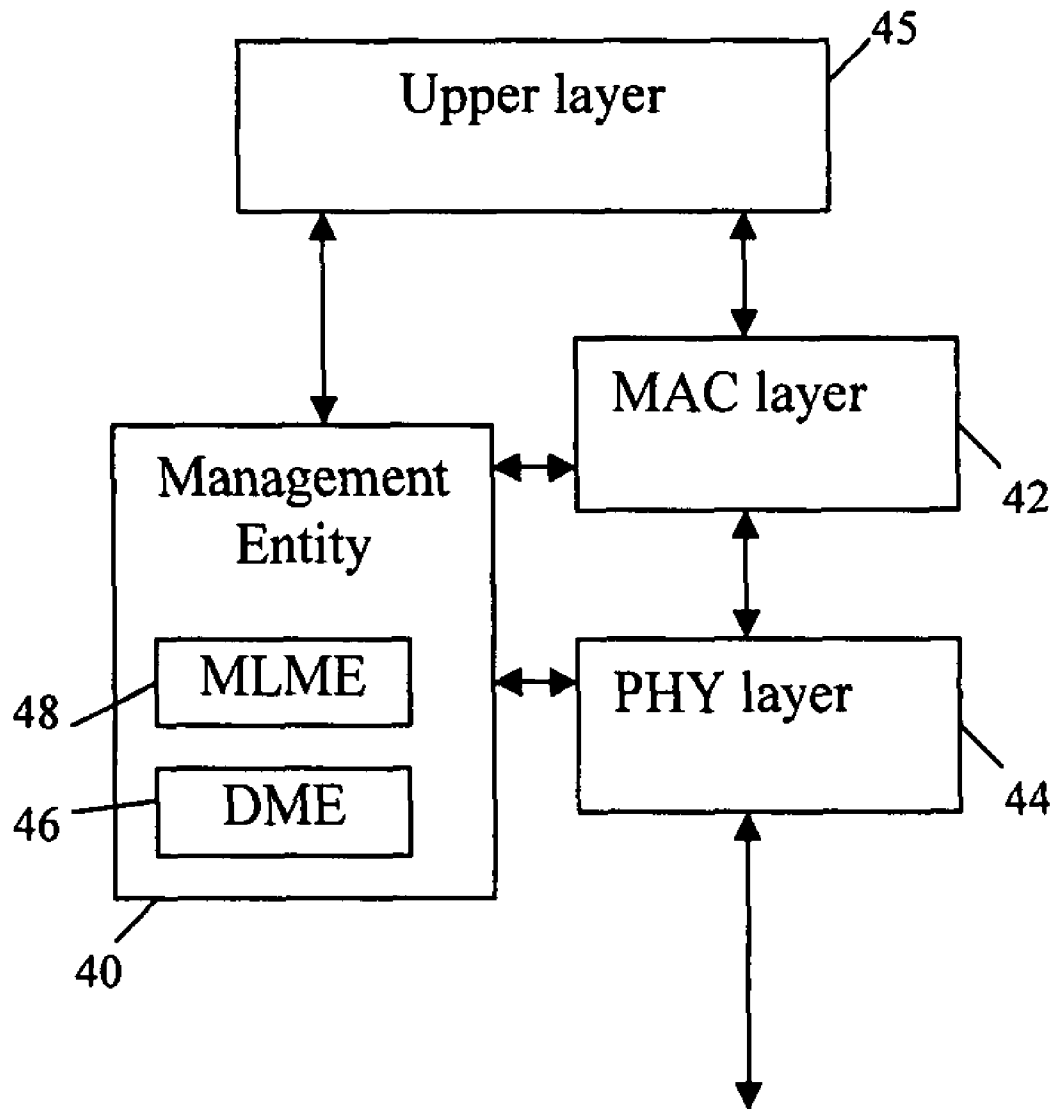 45
Upper layer
MAC layer
42
Management
Entity
MLME
48
PHY layer
DME
46
44
40